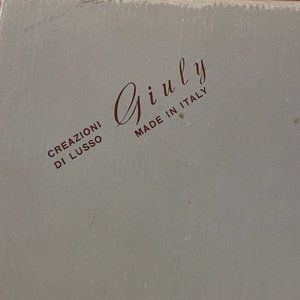 CREAZIONI
DI LUSSO
Giuly
MADE IN ITALY